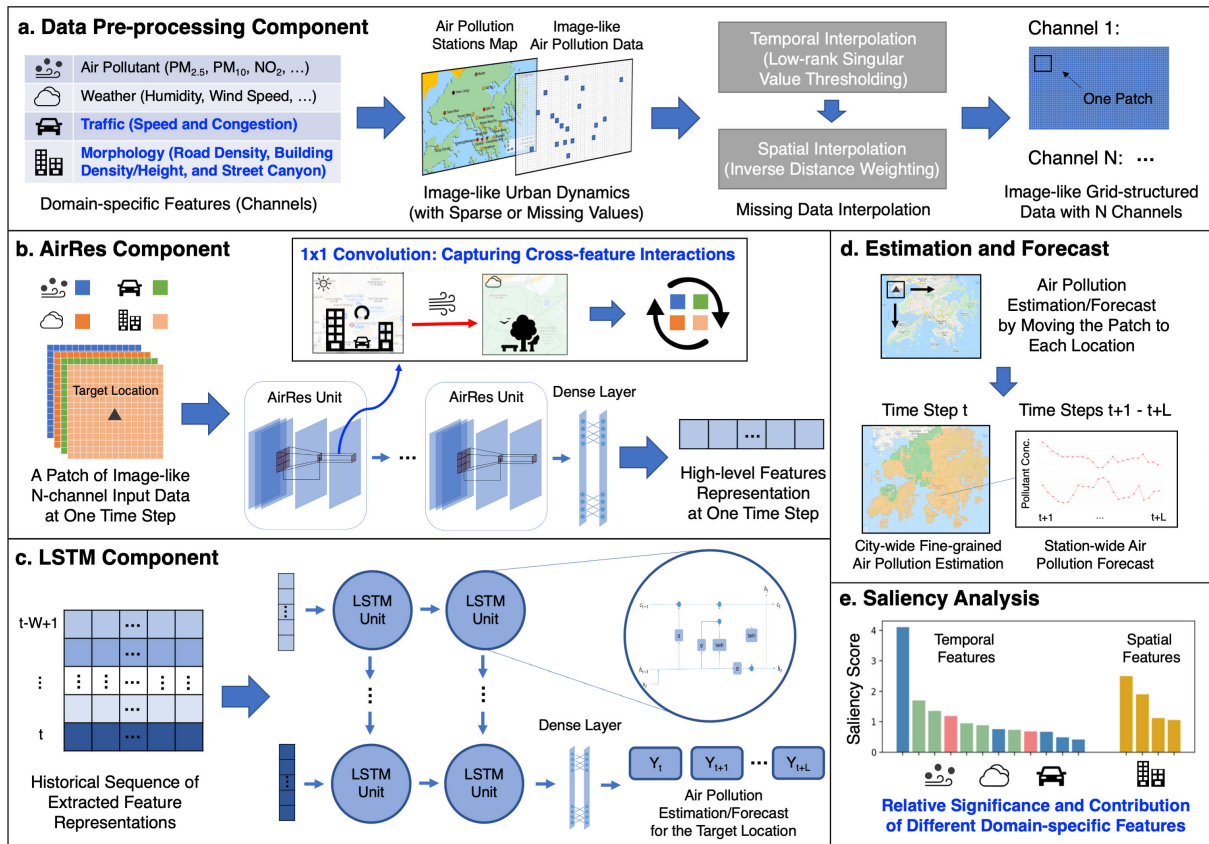 a. Data Pre-processing Component
Air Pollutant (PM2.5, PM10, NO2, …)
Weather (Humidity, Wind Speed, …)
Traffic (Speed and Congestion)
Morphology (Road Density, Building
Density/Height, and Street Canyon)
Domain-specific Features (Channels)
Air Pollution
Stations Map
Image-like
Air Pollution Data
Image-like Urban Dynamics
(with Sparse or Missing Values)
Temporal Interpolation
(Low-rank Singular
Value Thresholding)
Spatial Interpolation
(Inverse Distance Weighting)
Missing Data Interpolation
Channel 1:
One Patch
Channel N: ...
Image-like Grid-structured
Data with N Channels
b. AirRes Component
Target Location
A Patch of Image-like
N-channel Input Data
at One Time Step
1x1 Convolution: Capturing Cross-feature Interactions
AirRes Unit
...
AirRes Unit
Dense Layer
...
High-level Features
Representation
at One Time Step
c. LSTM Component
t-W+1
...
t
Historical Sequence of
Extracted Feature
Representations
LSTM
Unit
LSTM
Unit
LSTM
Unit
LSTM
Unit
Dense Layer
Yt
Yt+1
...
Yt+L
Air Pollution
Estimation/Forecast
for the Target Location
d. Estimation and Forecast
Air Pollution
Estimation/Forecast
by Moving the Patch to
Each Location
Time Step t
Time Steps t+1 - t+L
Pollutant Conc.
t+1
...
t+L
City-wide Fine-grained
Air Pollution Estimation
Station-wide Air
Pollution Forecast
e. Saliency Analysis
Saliency Score
4
3
2
1
0
Temporal
Features
Spatial
Features
Relative Significance and Contribution
of Different Domain-specific Features